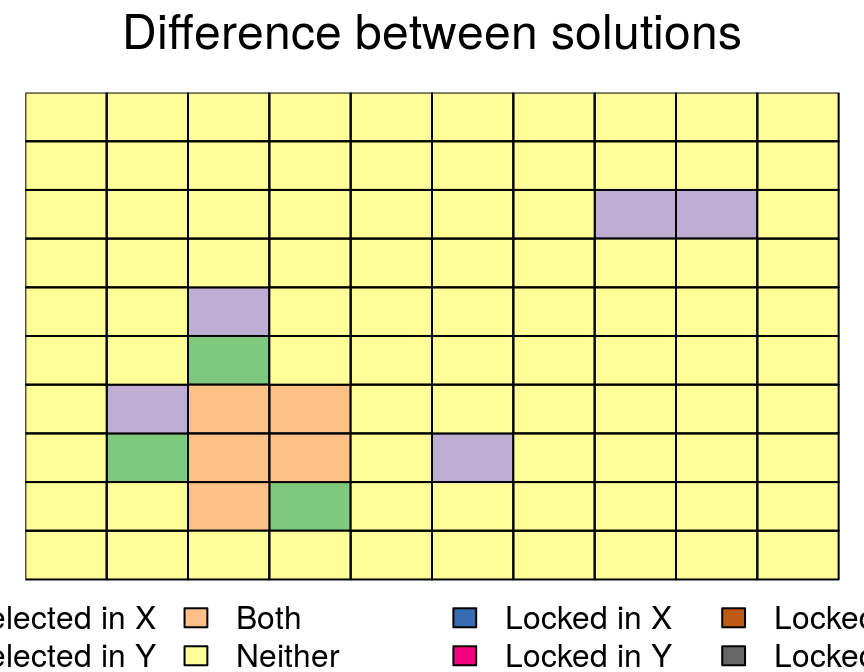 Difference between solutions
elected in X Both Locked in X Locked
elected in Y Neither Locked in Y Locked